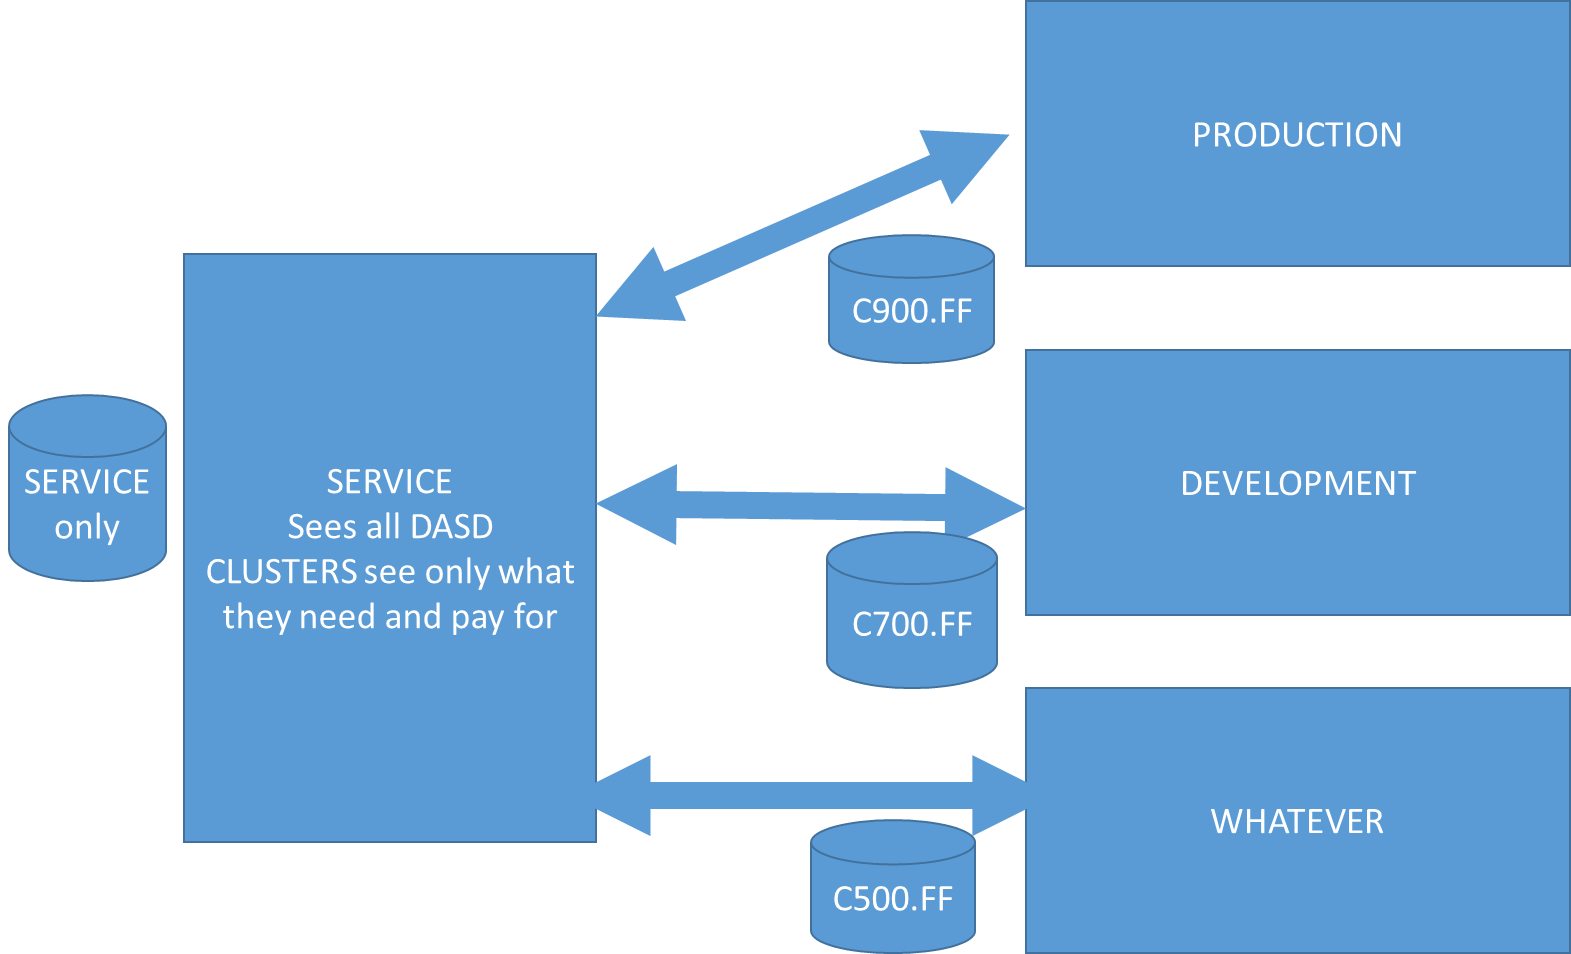 PRODUCTION
C900.FF
SERVICE
only
SERVICE
Sees all DASD
CLUSTERS see only what
they need and pay for
DEVELOPMENT
C700.FF
WHATEVER
C500.FF